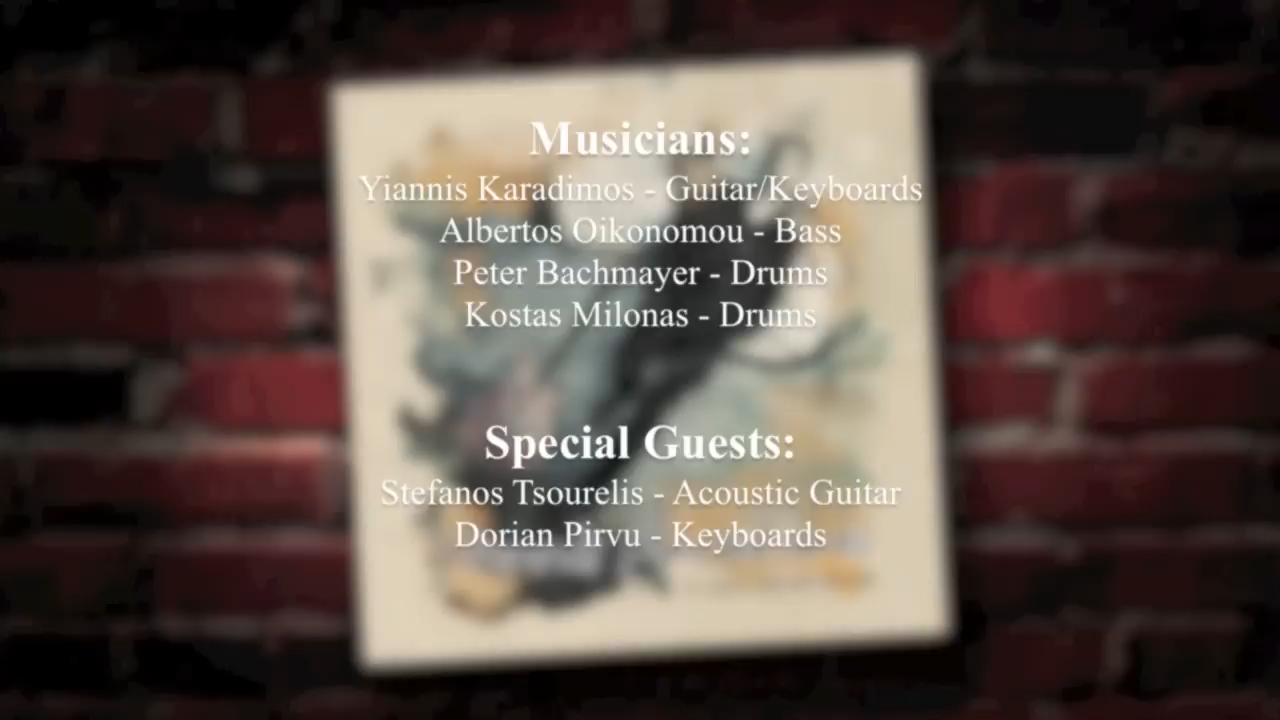 Musicians:
Yiannis Karadimos - Guitar/Keyboards
Albertos Oikonomou - Bass
Peter Bachmayer - Drums
Kostas Milonas - Drums
Special Guests:
Stefanos Tsourelis - Acoustic Guitar
Dorian Pirvu - Keyboards